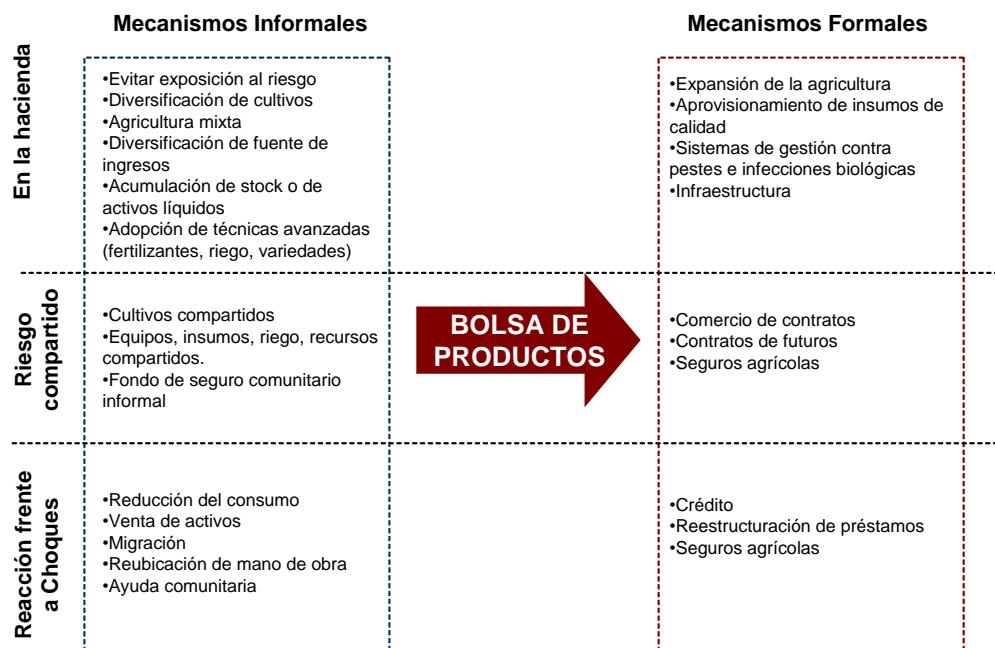 Mecanismos Informales
Mecanismos Formales
En la hacienda
•Evitar exposición al riesgo
•Diversificación de cultivos
•Agricultura mixta
•Diversificación de fuente de
ingresos
•Acumulación de stock o de
activos líquidos
•Adopción de técnicas avanzadas
(fertilizantes, riego, variedades)
•Expansión de la agricultura
•Aprovisionamiento de insumos de
calidad
•Sistemas de gestión contra
pestes e infecciones biológicas
•Infraestructura
Riesgo
compartido
•Cultivos compartidos
•Equipos, insumos, riego, recursos
compartidos.
•Fondo de seguro comunitario
informal
BOLSA DE
PRODUCTOS
•Comercio de contratos
•Contratos de futuros
•Seguros agrícolas
Reacción frente
a Choques
•Reducción del consumo
•Venta de activos
•Migración
•Reubicación de mano de obra
•Ayuda comunitaria
•Crédito
•Reestructuración de préstamos
•Seguros agrícolas